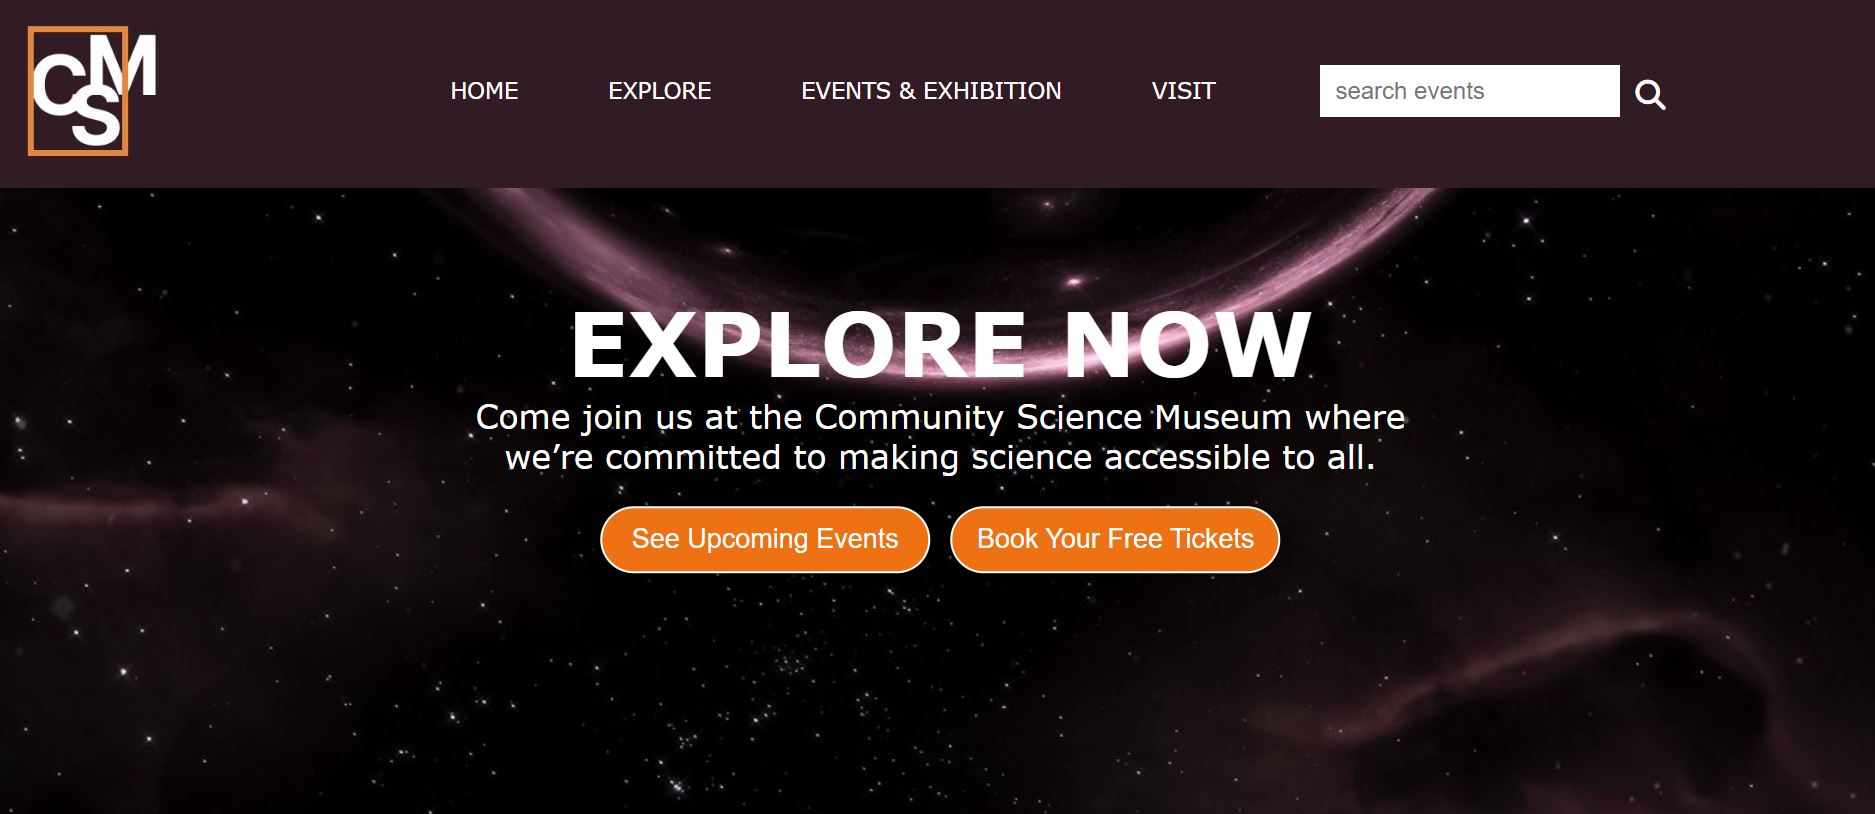 CMS
HOME
EXPLORE
EVENTS & EXHIBITION
VISIT
search events
EXPLORE NOW
Come join us at the Community Science Museum where
we’re committed to making science accessible to all.
See Upcoming Events
Book Your Free Tickets